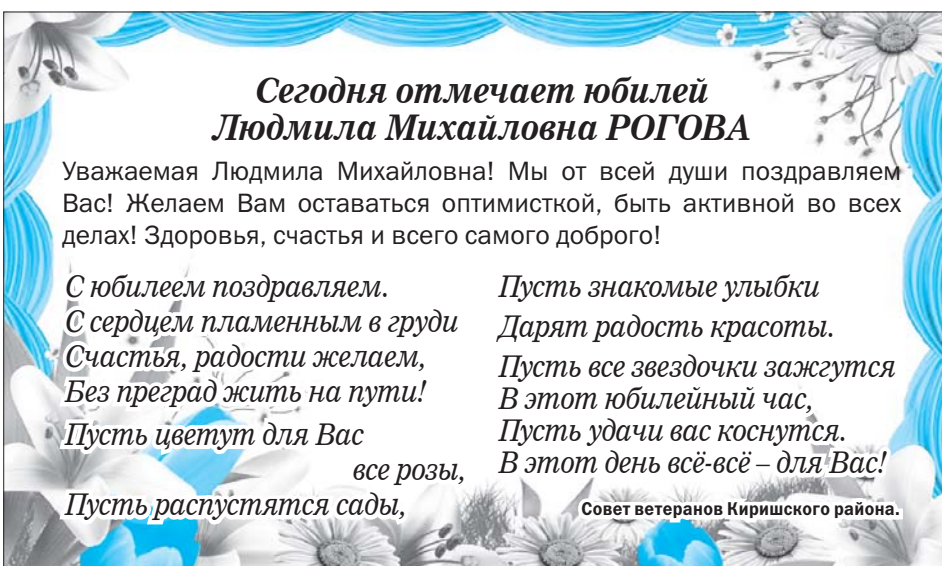 Сегодня отмечает юбилей
Людмила Михайловна РОГОВА
Уважаемая Людмила Михайловна! Мы от всей души поздравляем
Вас! Желаем Вам оставаться оптимисткой, быть активной во всех
делах! Здоровья, счастья и всего самого доброго!
С юбилеем поздравляем.
С сердцем пламенным в груди
Счастья, радости желаем,
Без преград жить на пути!
Пусть цветут для Вас
все розы,
Пусть распустятся сады,
Пусть знакомые улыбки
Дарят радость красоты.
Пусть все звездочки зажгутся
В этот юбилейный час,
Пусть удачи вас коснутся.
В этот день всё-всё – для Вас!
Совет ветеранов Киришского района.